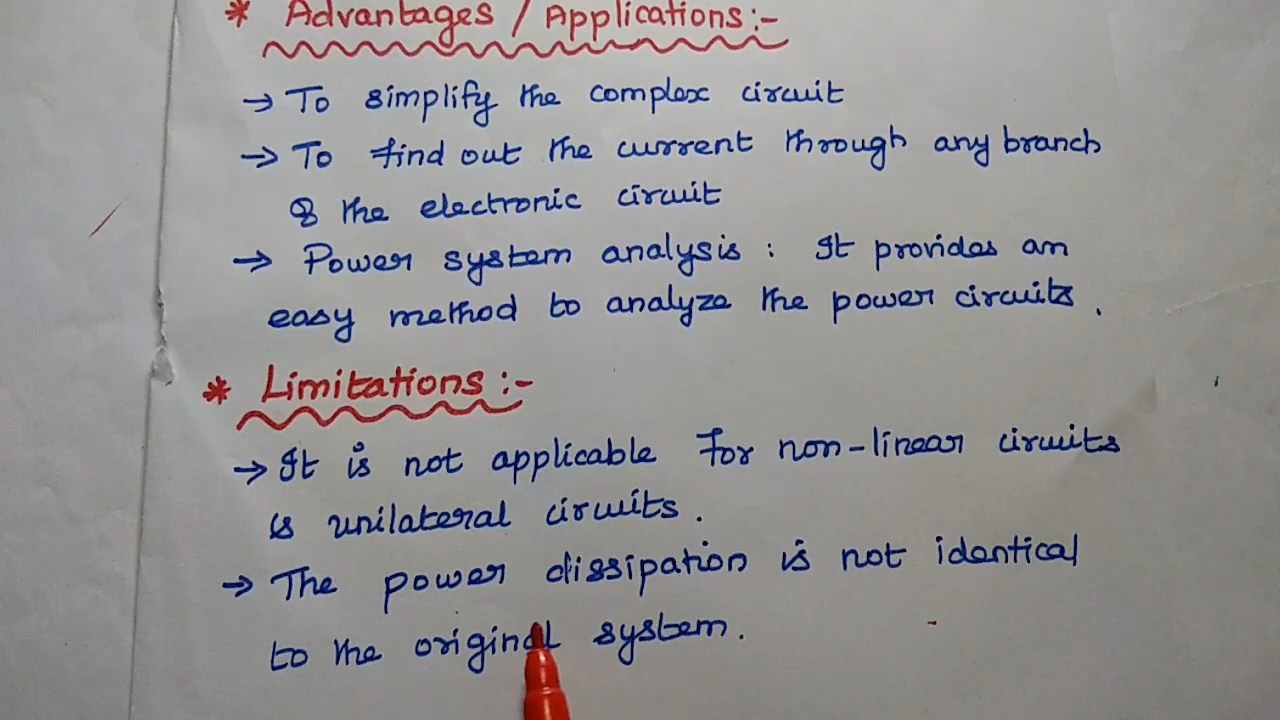 * Advantages / Applications :-
→ To simplify the complex circuit
→ To find out the current through any branch
of the electronic circuit
→ Power system analysis : It provides an
easy method to analyze the power circuits .
* Limitations :-
→ It is not applicable for non-linear circuits
is unilateral circuits .
→ The power dissipation is not identical
to the original system .